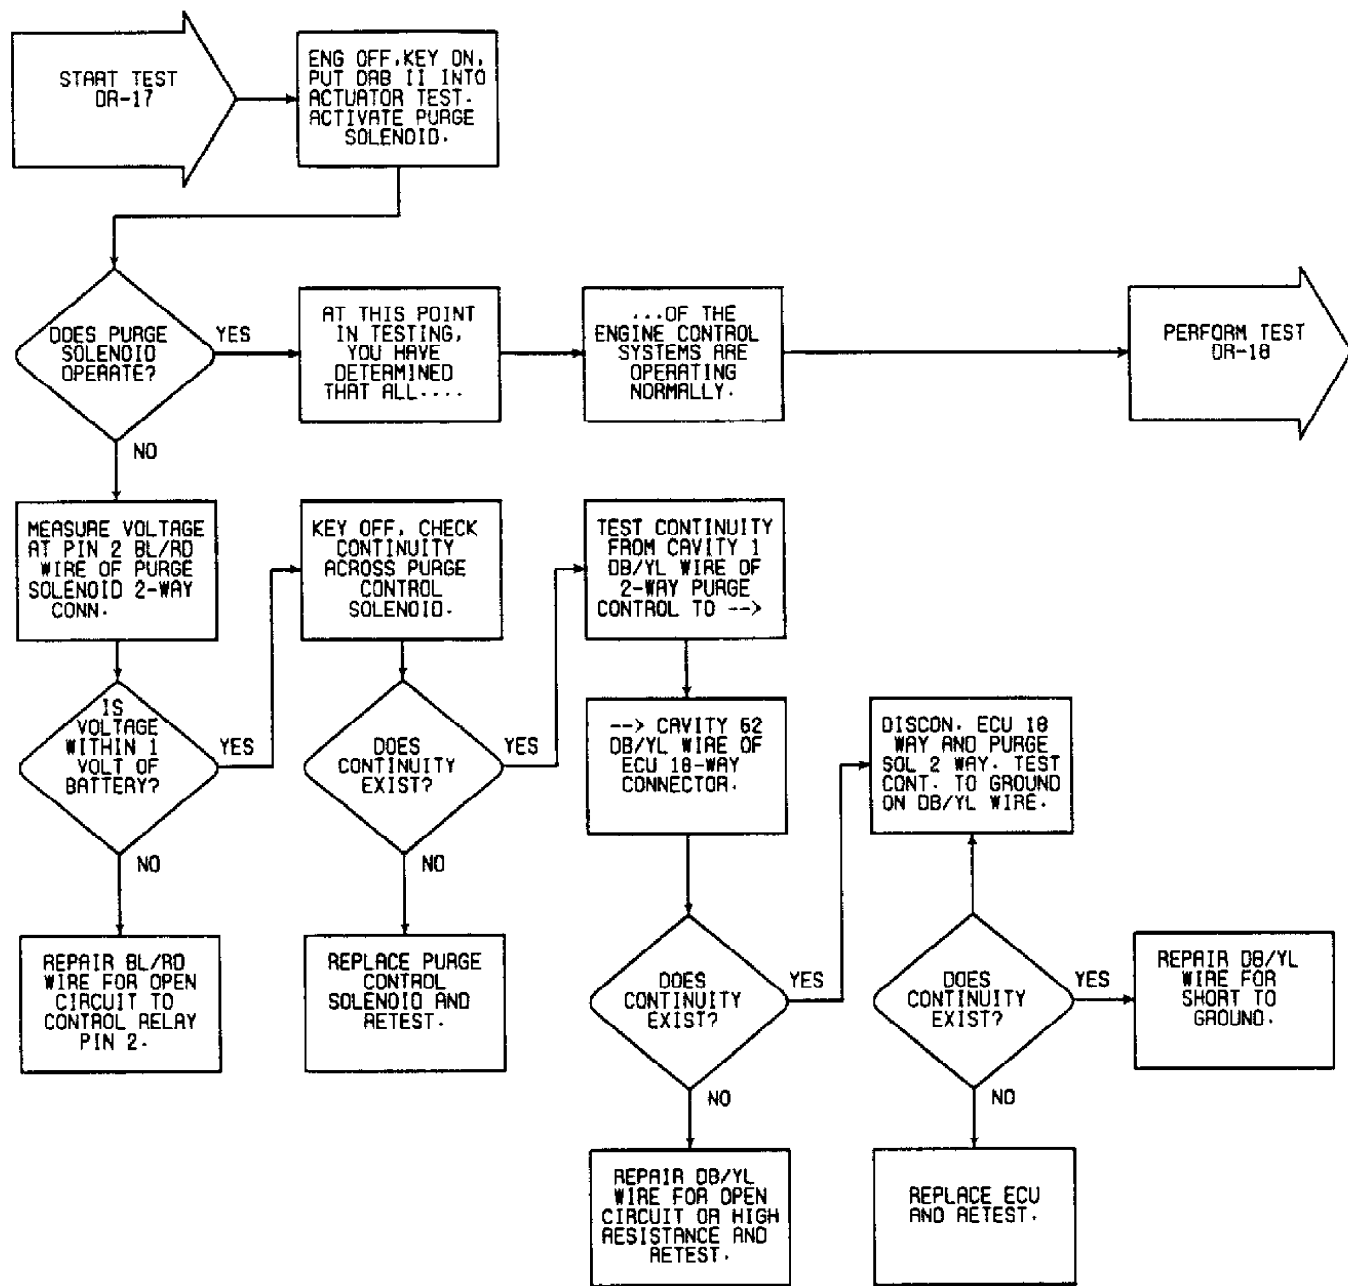 START TEST
DR-17
ENG OFF, KEY ON,
PUT DRB II INTO
ACTUATOR TEST.
ACTIVATE PURGE
SOLENOID.
DOES PURGE
SOLENOID
OPERATE?
YES
NO
AT THIS POINT
IN TESTING,
YOU HAVE
DETERMINED
THAT ALL....
...OF THE
ENGINE CONTROL
SYSTEMS ARE
OPERATING
NORMALLY.
PERFORM TEST
DR-18
MEASURE VOLTAGE
AT PIN 2 BL/RD
WIRE OF PURGE
SOLENOID 2-WAY
CONN.
KEY OFF, CHECK
CONTINUITY
ACROSS PURGE
CONTROL
SOLENOID.
TEST CONTINUITY
FROM CAVITY 1
DB/YL WIRE OF
2-WAY PURGE
CONTROL TO -->
IS
VOLTAGE
WITHIN 1
VOLT OF
BATTERY?
YES
NO
DOES
CONTINUITY
EXIST?
YES
NO
--> CAVITY 62
DB/YL WIRE OF
ECU 18-WAY
CONNECTOR.
DISCON. ECU 18
WAY AND PURGE
SOL 2 WAY. TEST
CONT. TO GROUND
ON DB/YL WIRE.
REPAIR BL/RD
WIRE FOR OPEN
CIRCUIT TO
CONTROL RELAY
PIN 2.
REPLACE PURGE
CONTROL
SOLENOID AND
RETEST.
DOES
CONTINUITY
EXIST?
YES
NO
DOES
CONTINUITY
EXIST?
YES
NO
REPAIR DB/YL
WIRE FOR
SHORT TO
GROUND.
REPAIR DB/YL
WIRE FOR OPEN
CIRCUIT OR HIGH
RESISTANCE AND
RETEST.
REPLACE ECU
AND RETEST.